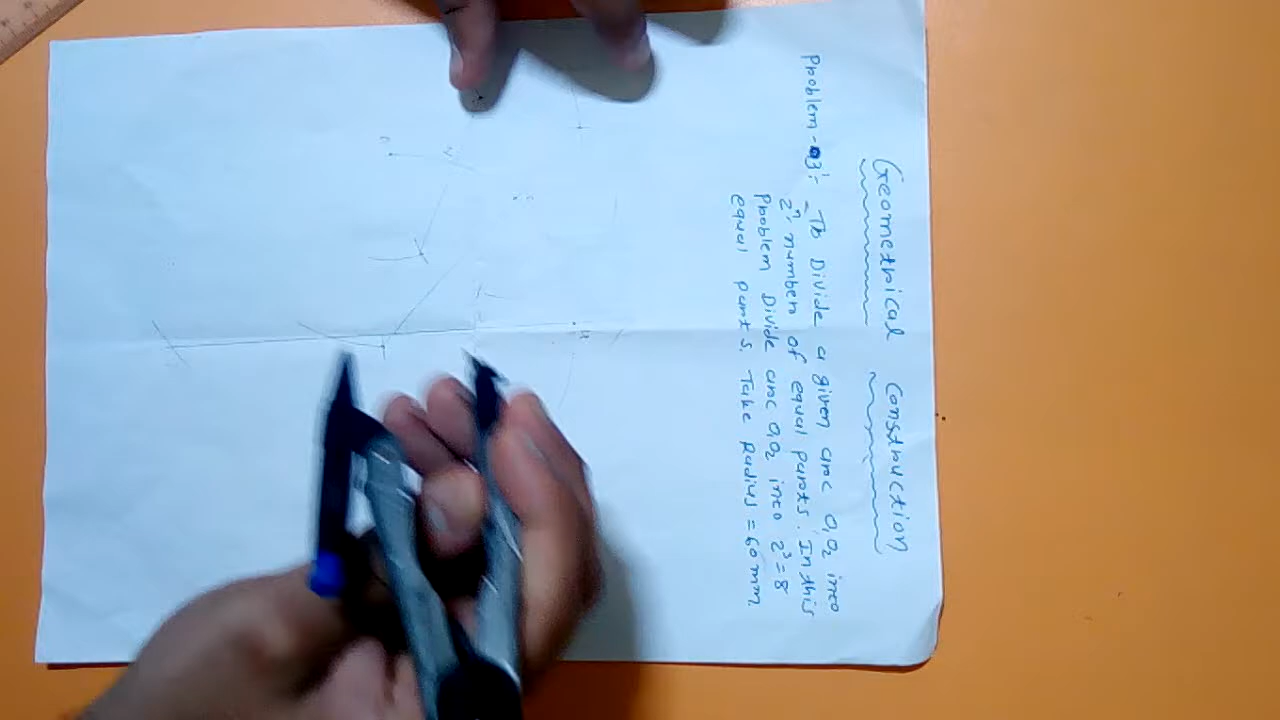 Geometrical Construction
Problem-03:- To Divide a given arc O1O2 into
2ⁿ, number of equal parts. In this
Problem Divide arc O1O2 into 2³ = 8
equal parts. Take Radius = 60mm